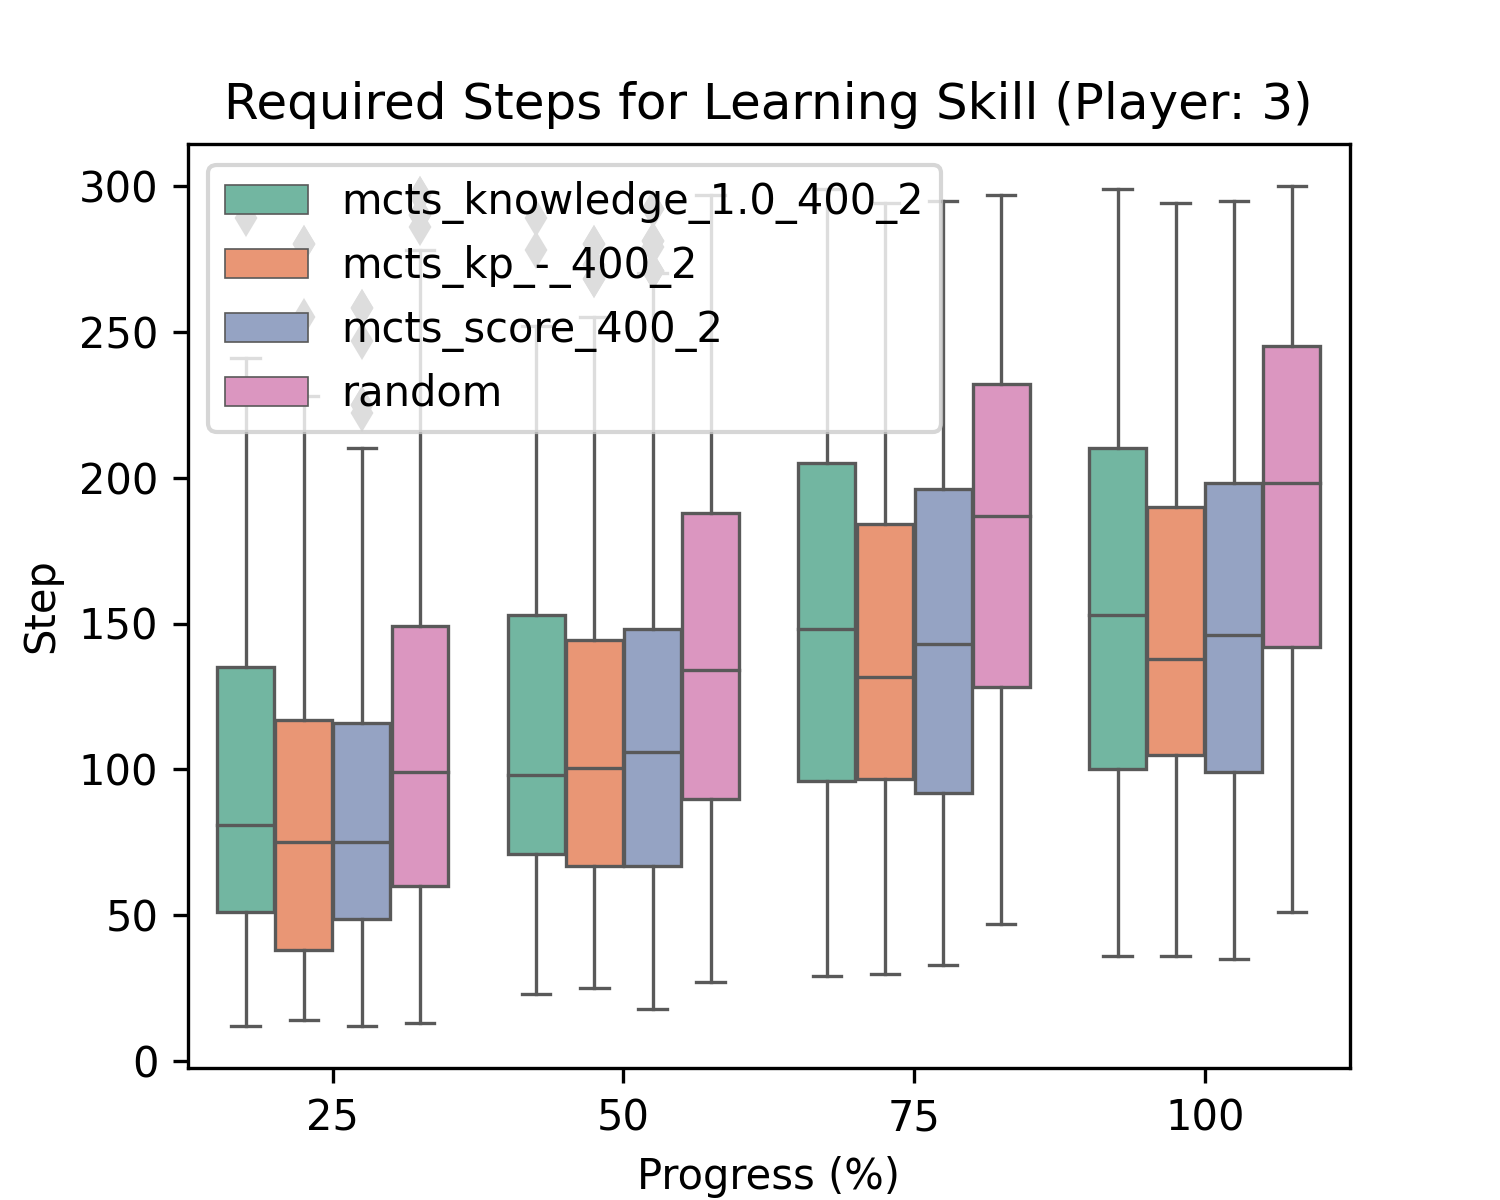 Required Steps for Learning Skill (Player: 3)
mcts_knowledge_1.0_400_2
mcts_kp_-_400_2
mcts_score_400_2
random
300
250
200
150
100
50
0
Step
25 50 75 100
Progress (%)